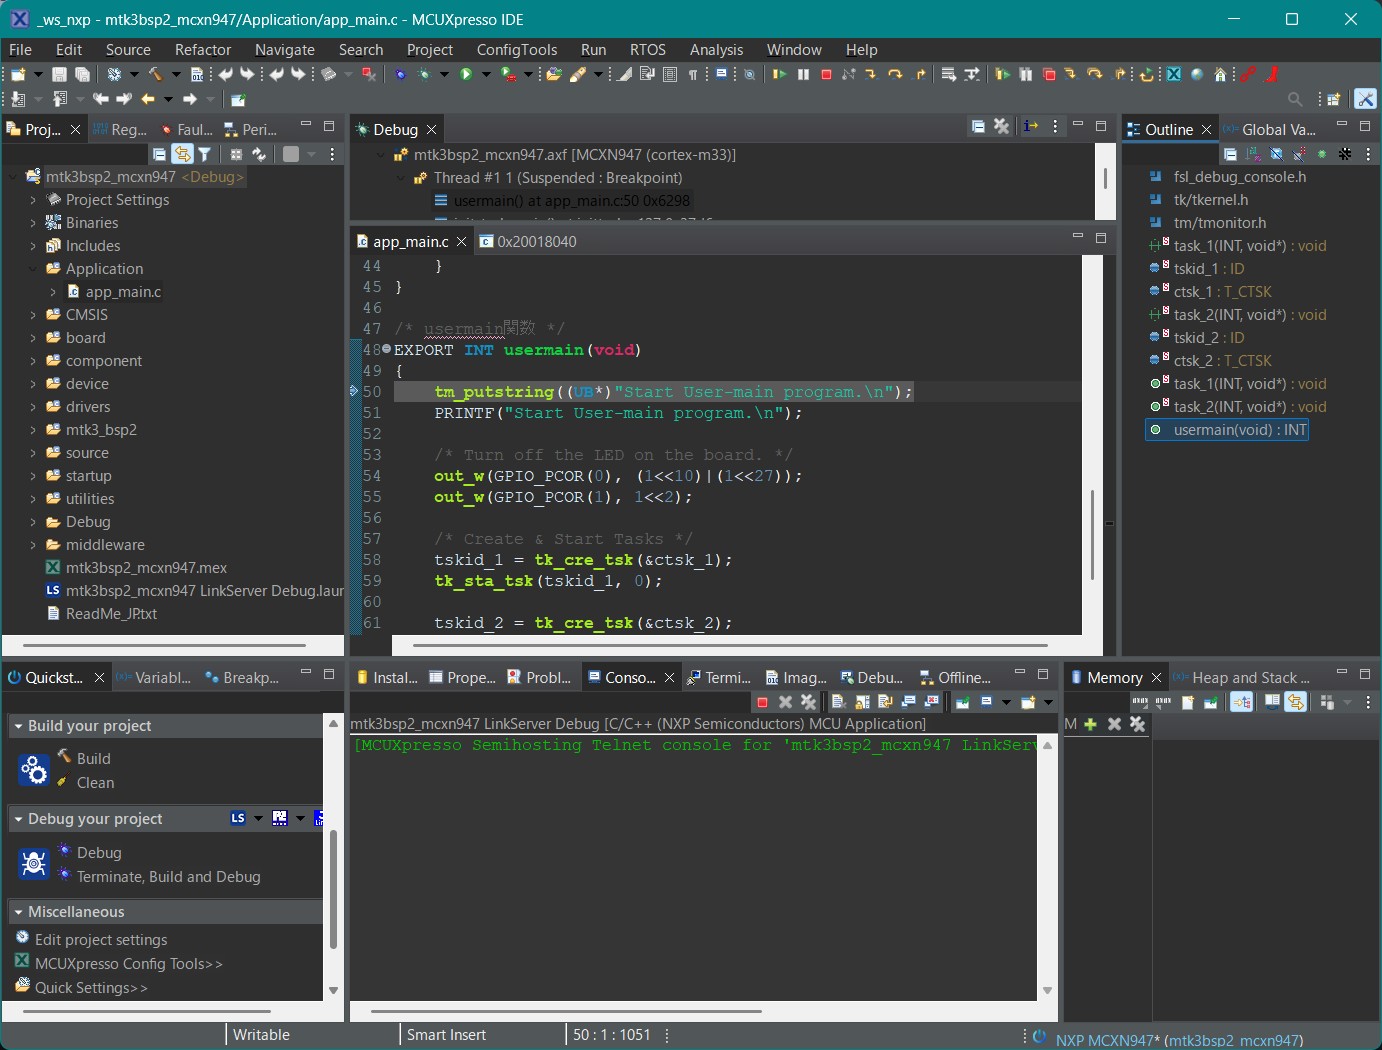 _ws_nxp - mtk3bsp2_mcxn947/Application/app_main.c - MCUXpresso IDE
File Edit Source Refactor Navigate Search Project ConfigTools Run RTOS Analysis Window Help
Proj... Reg... Faul... Peri...
mtk3bsp2_mcxn947 <Debug>
Project Settings
Binaries
Includes
Application
app_main.c
CMSIS
board
component
device
drivers
mtk3_bsp2
source
startup
utilities
Debug
middleware
mtk3bsp2_mcxn947.mex
LS mtk3bsp2_mcxn947 LinkServer Debug.laur
ReadMe_JP.txt
Debug
mtk3bsp2_mcxn947.axf [MCXN947 (cortex-m33)]
Thread #1 1 (Suspended : Breakpoint)
usermain() at app_main.c:50 0x6298
app_main.c 0x20018040
44 }
45 }
46
47 /* usermain関数 */
48 EXPORT INT usermain(void)
49 {
50 tm_putstring((UB*)"Start User-main program.\n");
51 PRINTF("Start User-main program.\n");
52
53 /* Turn off the LED on the board. */
54 out_w(GPIO_PCOR(0), (1<<10)|(1<<27));
55 out_w(GPIO_PCOR(1), 1<<2);
56
57 /* Create & Start Tasks */
58 tskid_1 = tk_cre_tsk(&ctsk_1);
59 tk_sta_tsk(tskid_1, 0);
60
61 tskid_2 = tk_cre_tsk(&ctsk_2);
Outline Global Va...
fsl_debug_console.h
tk/tkernel.h
tm/tmonitor.h
task_1(INT, void*) : void
tskid_1 : ID
ctsk_1 : T_CTSK
task_2(INT, void*) : void
tskid_2 : ID
ctsk_2 : T_CTSK
task_1(INT, void*) : void
task_2(INT, void*) : void
usermain(void) : INT
Quickst... Variabl... Breakp...
Build your project
Build
Clean
Debug your project LS
Debug
Terminate, Build and Debug
Miscellaneous
Edit project settings
MCUXpresso Config Tools>>
Quick Settings>>
Instal... Prope... Probl... Conso... Termi... Imag... Debu... Offline...
mtk3bsp2_mcxn947 LinkServer Debug [C/C++ (NXP Semiconductors) MCU Application]
[MCUXpresso Semihosting Telnet console for 'mtk3bsp2_mcxn947 LinkServ
Memory Heap and Stack ...
M
Writable Smart Insert 50 : 1 : 1051
NXP MCXN947* (mtk3bsp2_mcxn947)